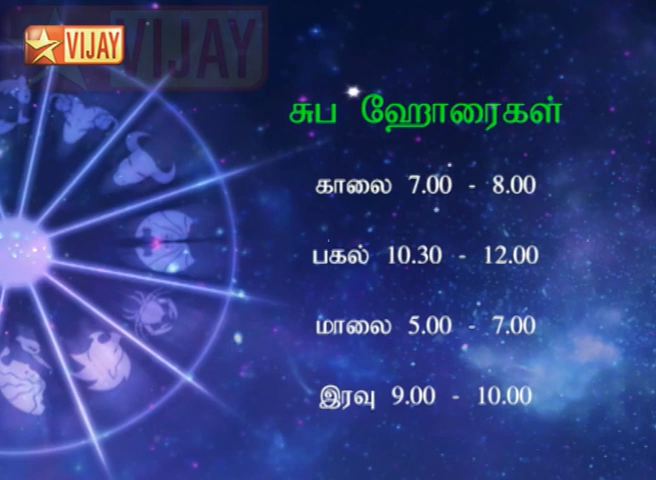 VIJAY
VIJAY
சுப ஹோரைகள்
காலை 7.00 - 8.00
பகல் 10.30 - 12.00
மாலை 5.00 - 7.00
இரவு 9.00 - 10.00